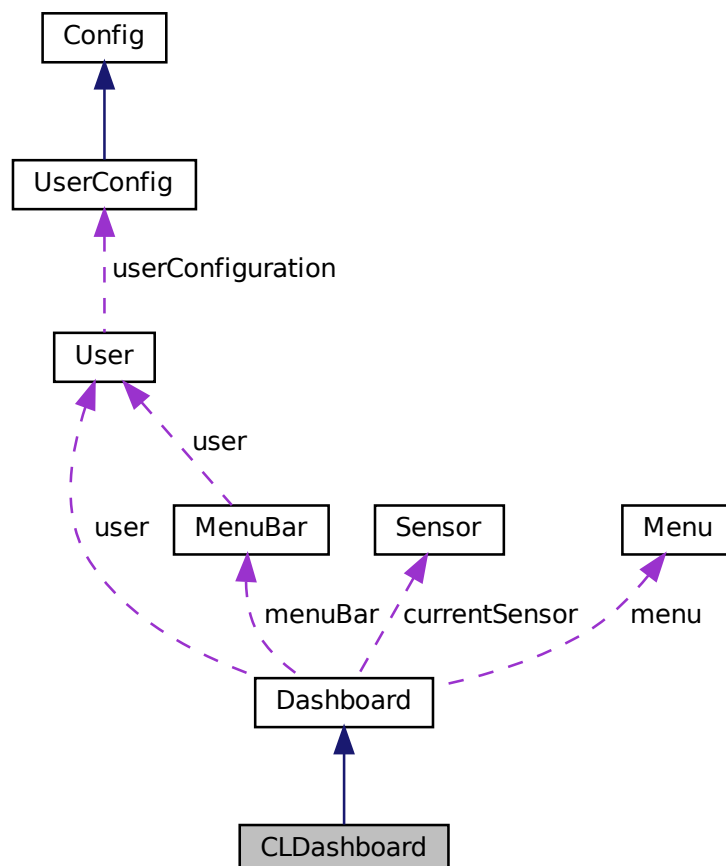 Config
UserConfig
userConfiguration
User
user
MenuBar
Sensor
Menu
user
menuBar
currentSensor
menu
Dashboard
CLDashboard